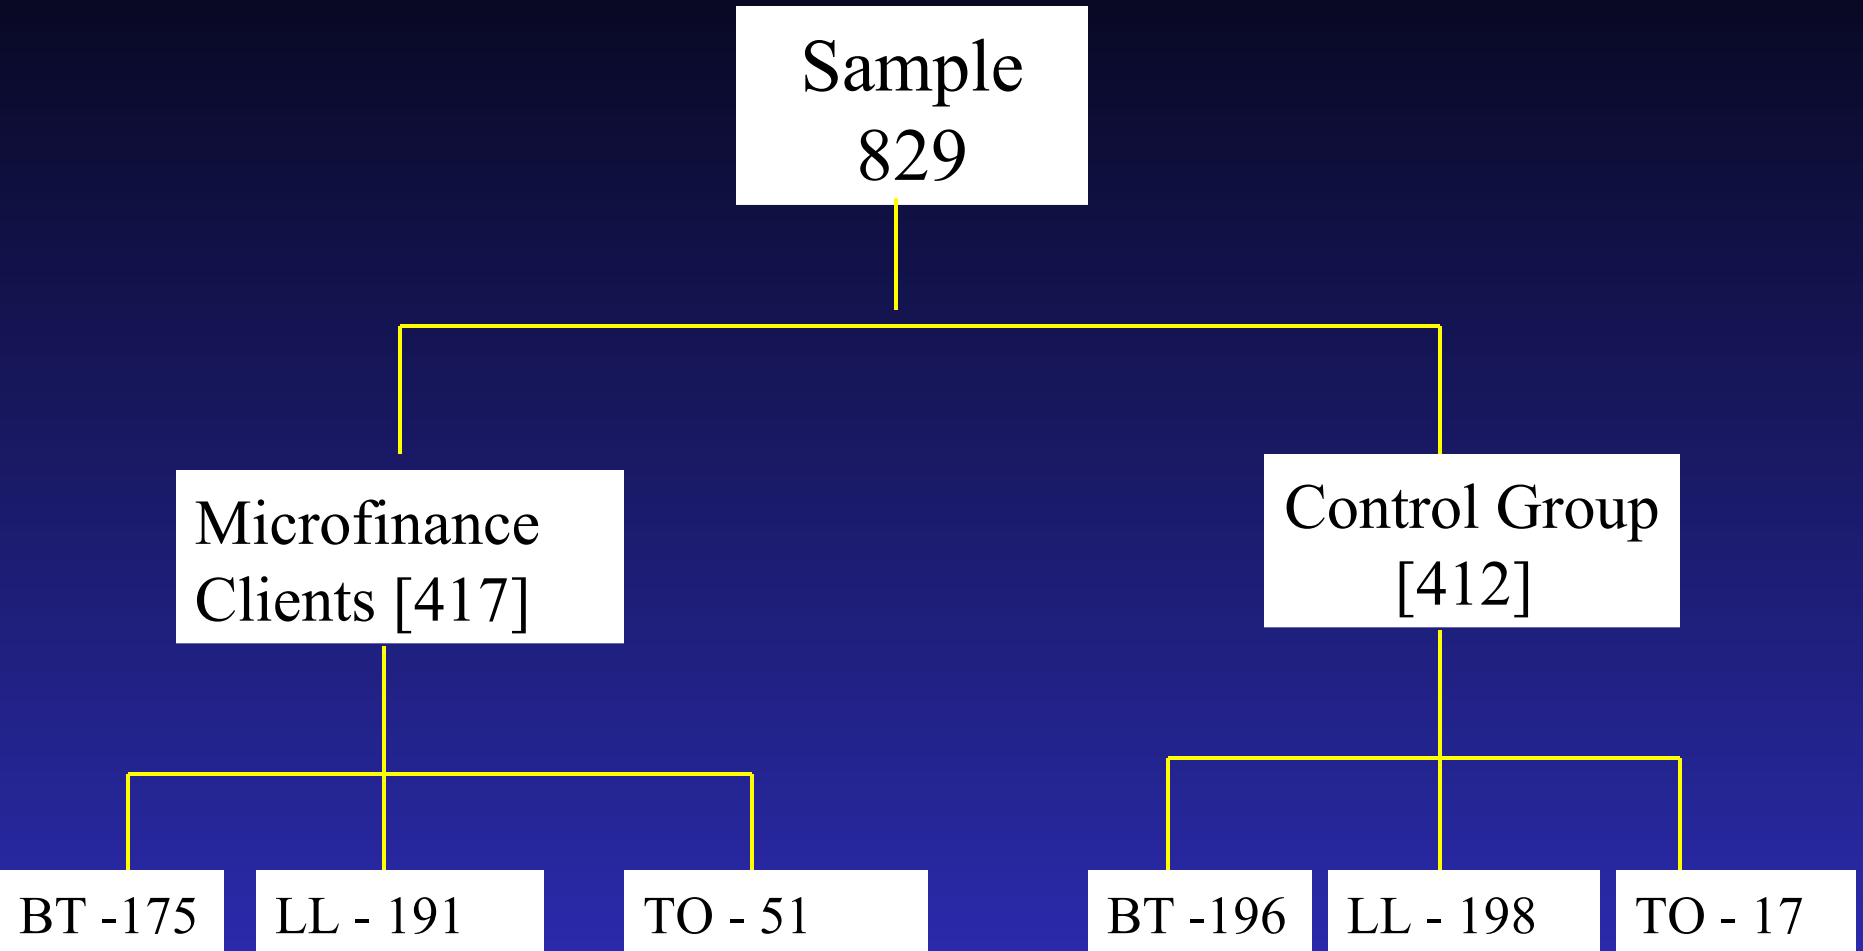 Sample
829
Microfinance
Clients [417]
Control Group
[412]
BT -175
LL - 191
TO - 51
BT -196
LL - 198
TO - 17